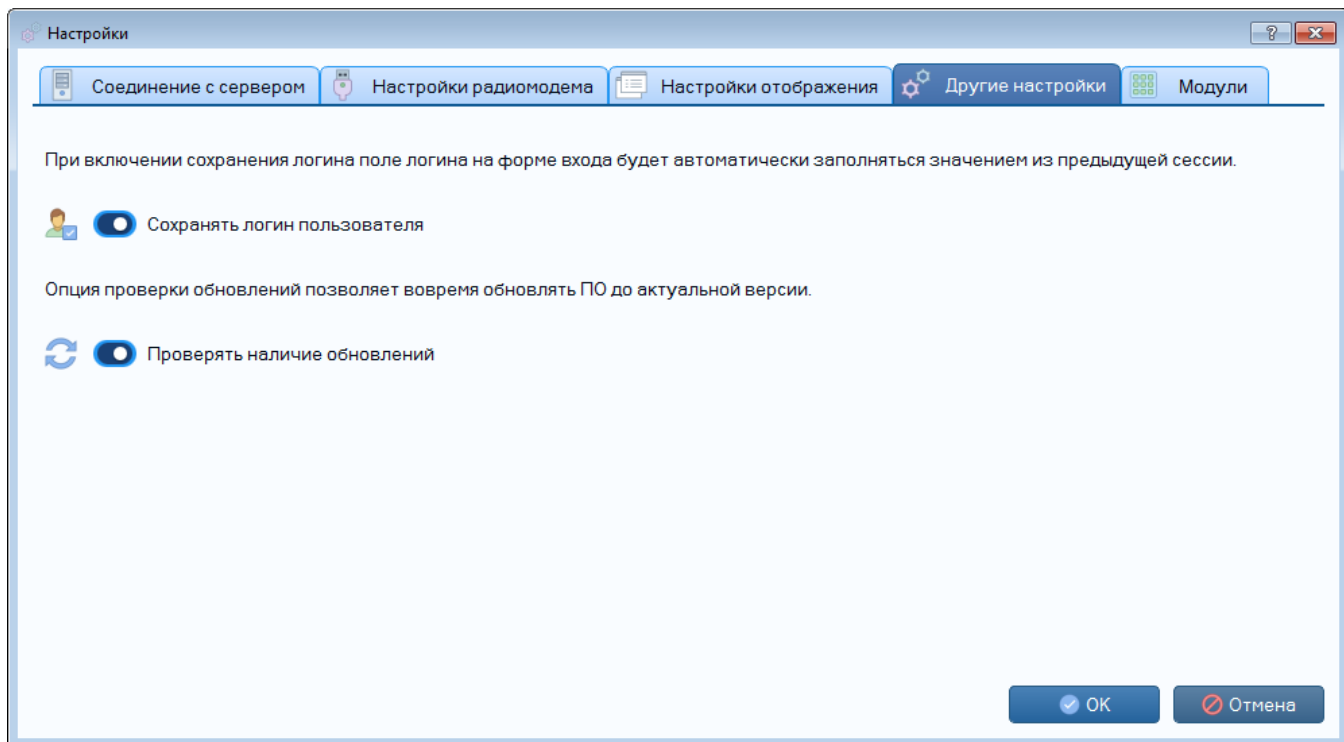 Настройки
?
Соединение с сервером Настройки радиомодема Настройки отображения Другие настройки Модули
При включении сохранения логина поле логина на форме входа будет автоматически заполняться значением из предыдущей сессии.
Сохранять логин пользователя
Опция проверки обновлений позволяет вовремя обновлять ПО до актуальной версии.
Проверять наличие обновлений
ОК Отмена